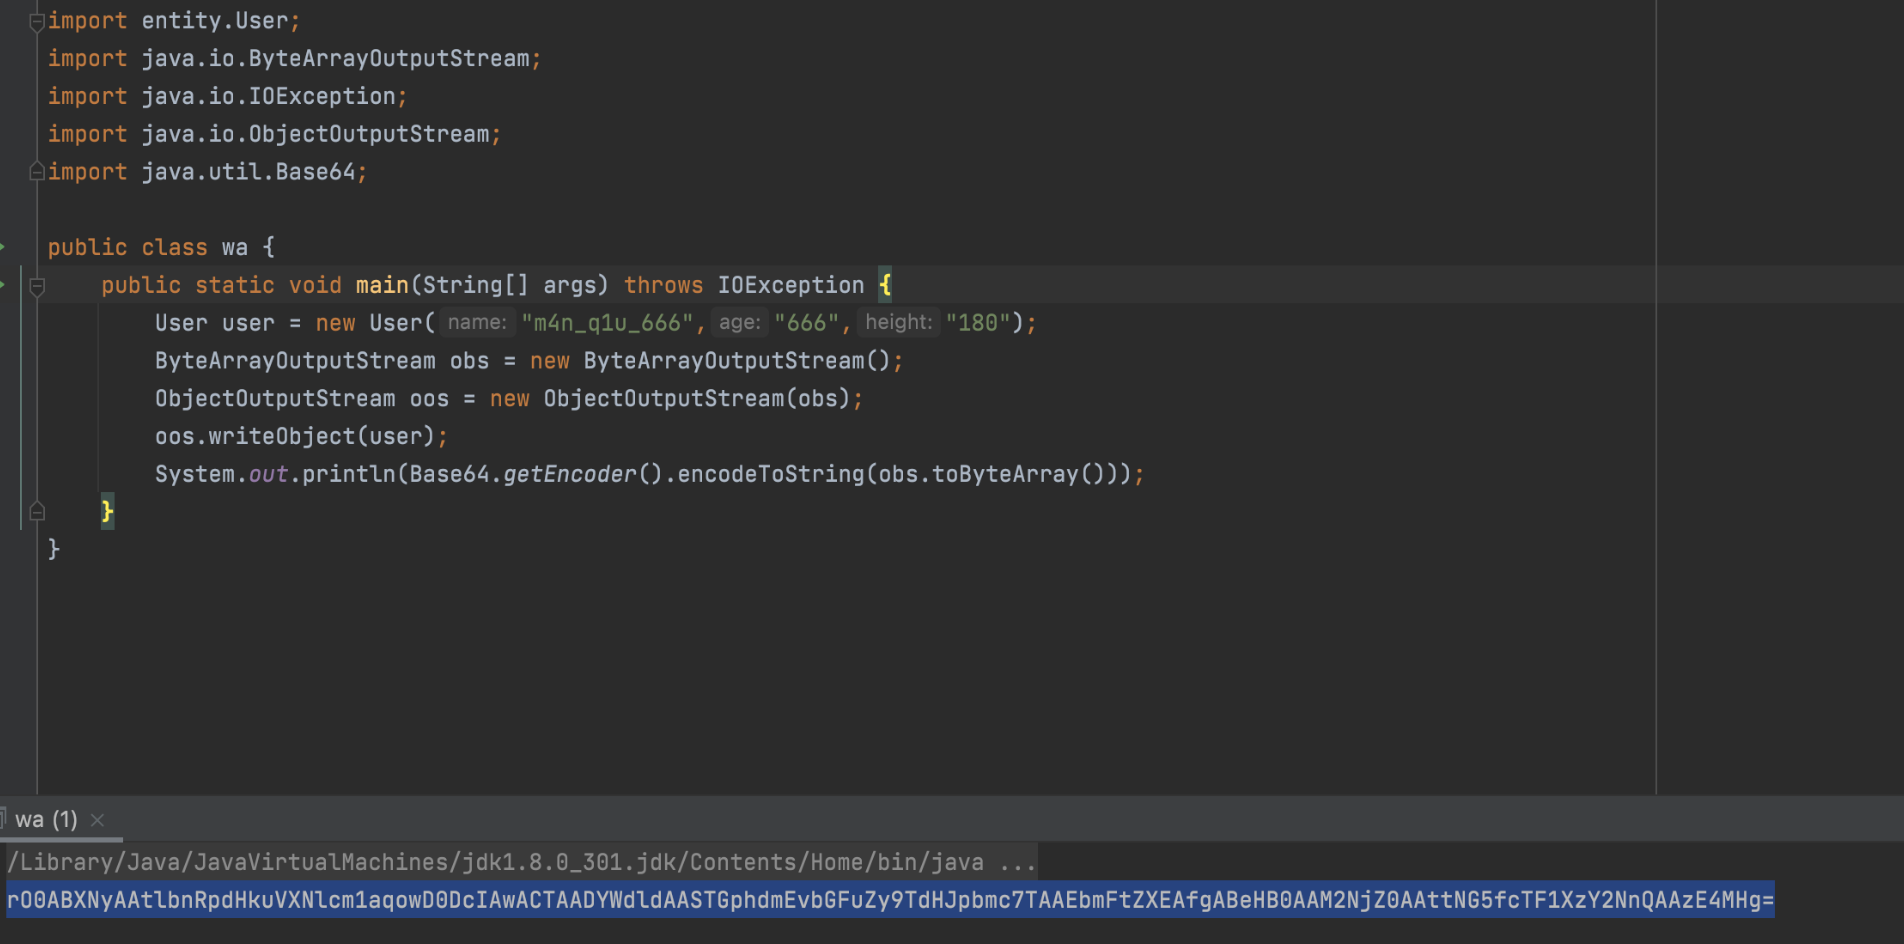 import entity.User;
import java.io.ByteArrayOutputStream;
import java.io.IOException;
import java.io.ObjectOutputStream;
import java.util.Base64;
public class wa {
public static void main(String[] args) throws IOException {
User user = new User( name: "m4n_q1u_666", age: "666", height: "180");
ByteArrayOutputStream obs = new ByteArrayOutputStream();
ObjectOutputStream oos = new ObjectOutputStream(obs);
oos.writeObject(user);
System.out.println(Base64.getEncoder().encodeToString(obs.toByteArray()));
}
}
wa (1)
/Library/Java/JavaVirtualMachines/jdk1.8.0_301.jdk/Contents/Home/bin/java ...
rO0ABXNyAAtlbnRpdHkuVXNlcm1aqowD0DcIAwACTAADYWdldAASTGphdmEvbGFuZy9TdHJpbmc7TAAEbmFtZXEAfgABeHB0AAM2NjZ0AAttNG5fcTF1XzY2NnQAAzE4MHg=